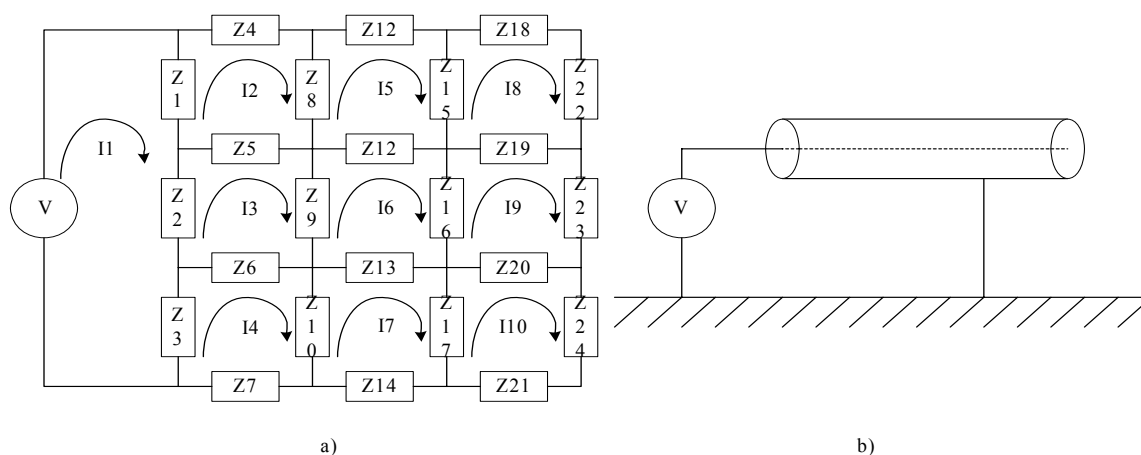 Z4 Z12 Z18
Z1 I2 Z8 I5 Z15 I8 Z22
I1
Z5 Z12 Z19
V Z2 I3 Z9 I6 Z16 I9 Z23 V
Z6 Z13 Z20
Z3 I4 Z10 I7 Z17 I10 Z24
Z7 Z14 Z21
a) b)